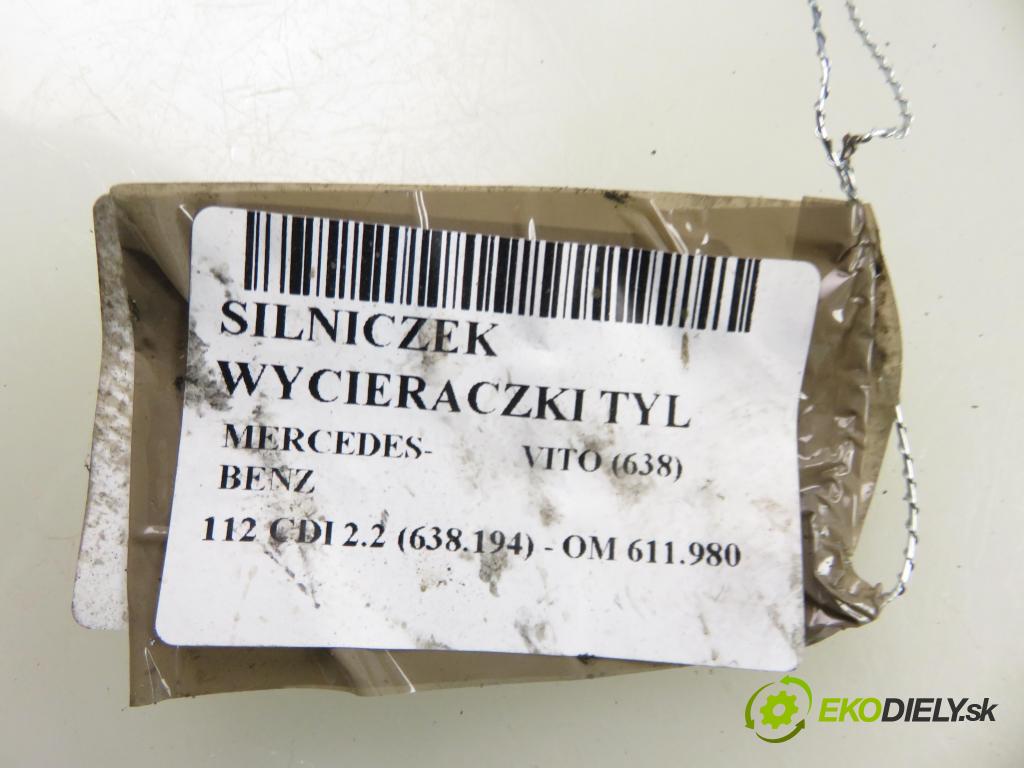 SILNICZEK
WYCIERACZKI TYL
MERCEDES- VITO (638)
BENZ
112 CDI 2.2 (638.194) - OM 611.980
EKODIELY.sk